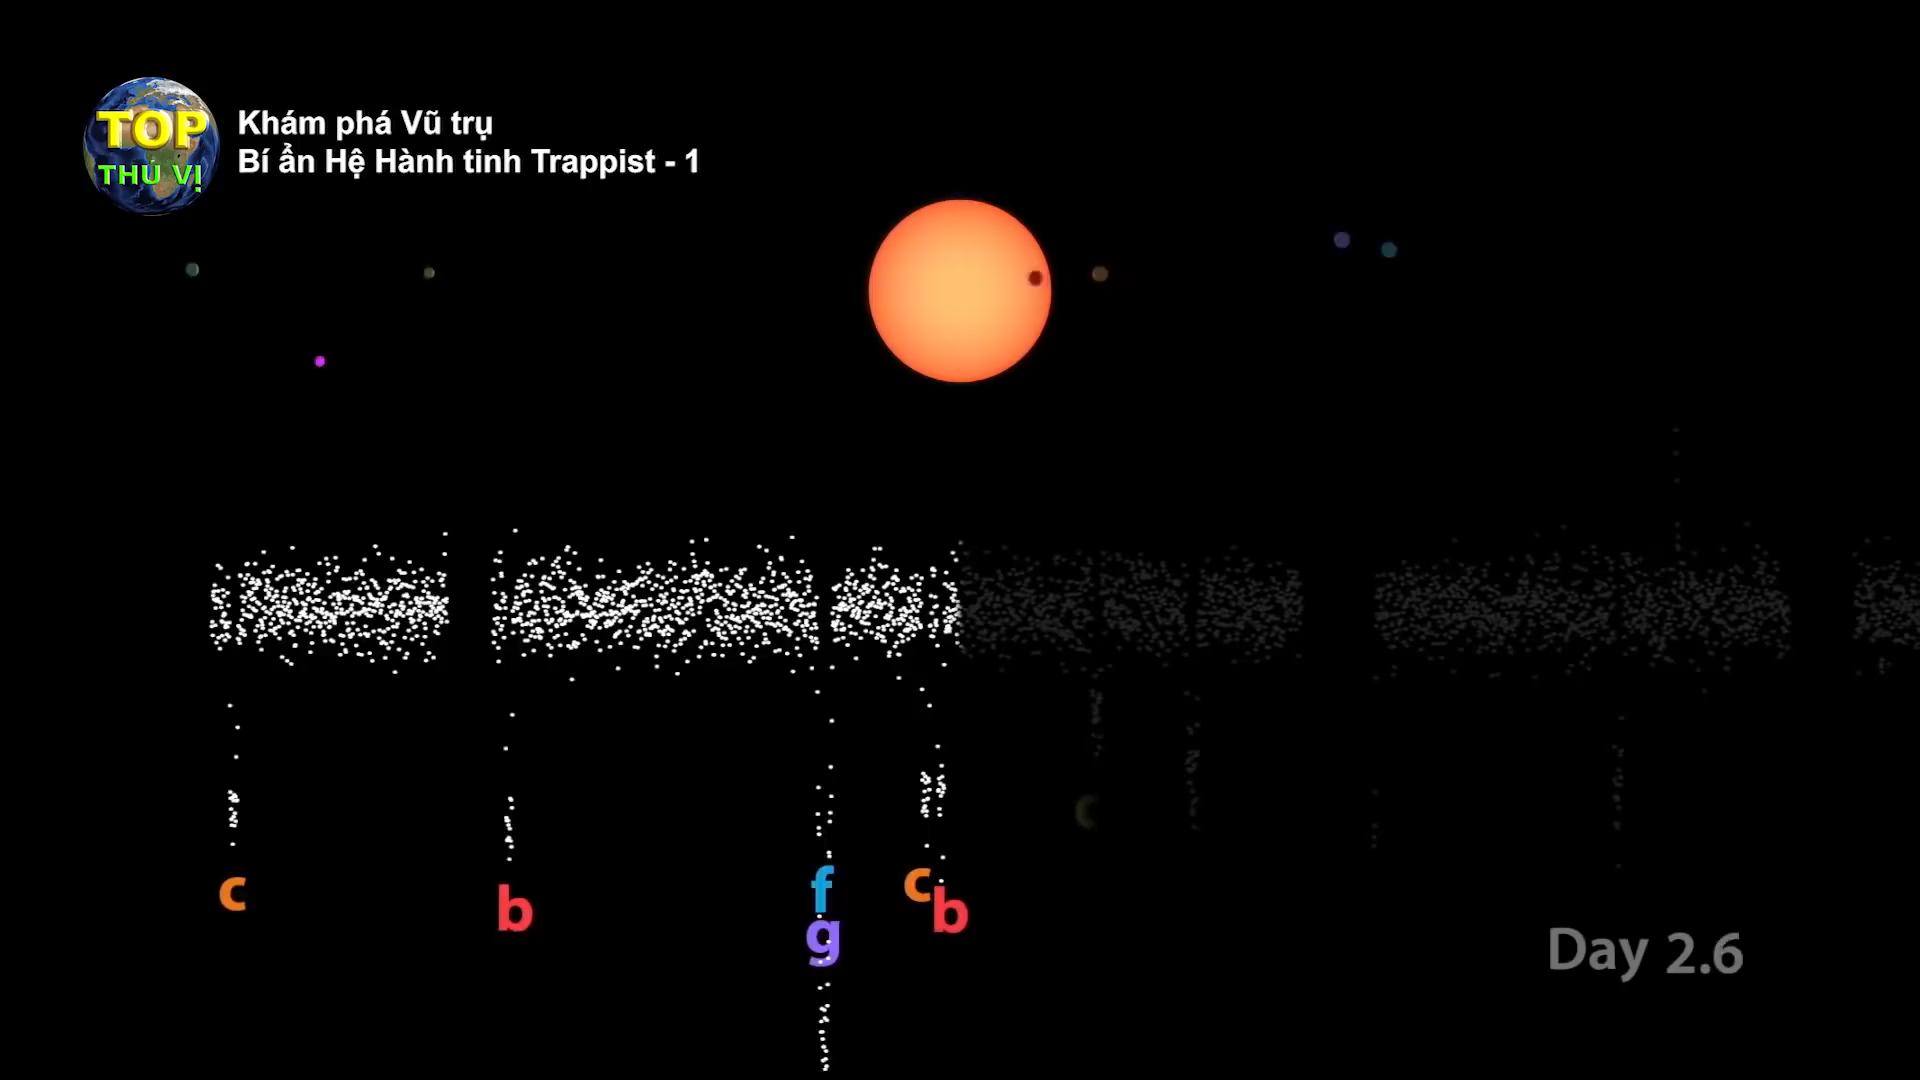 TOP
THÚ VỊ
Khám phá Vũ trụ
Bí ẩn Hệ Hành tinh Trappist - 1
c
b
f
g
c
b
c
Day 2.6